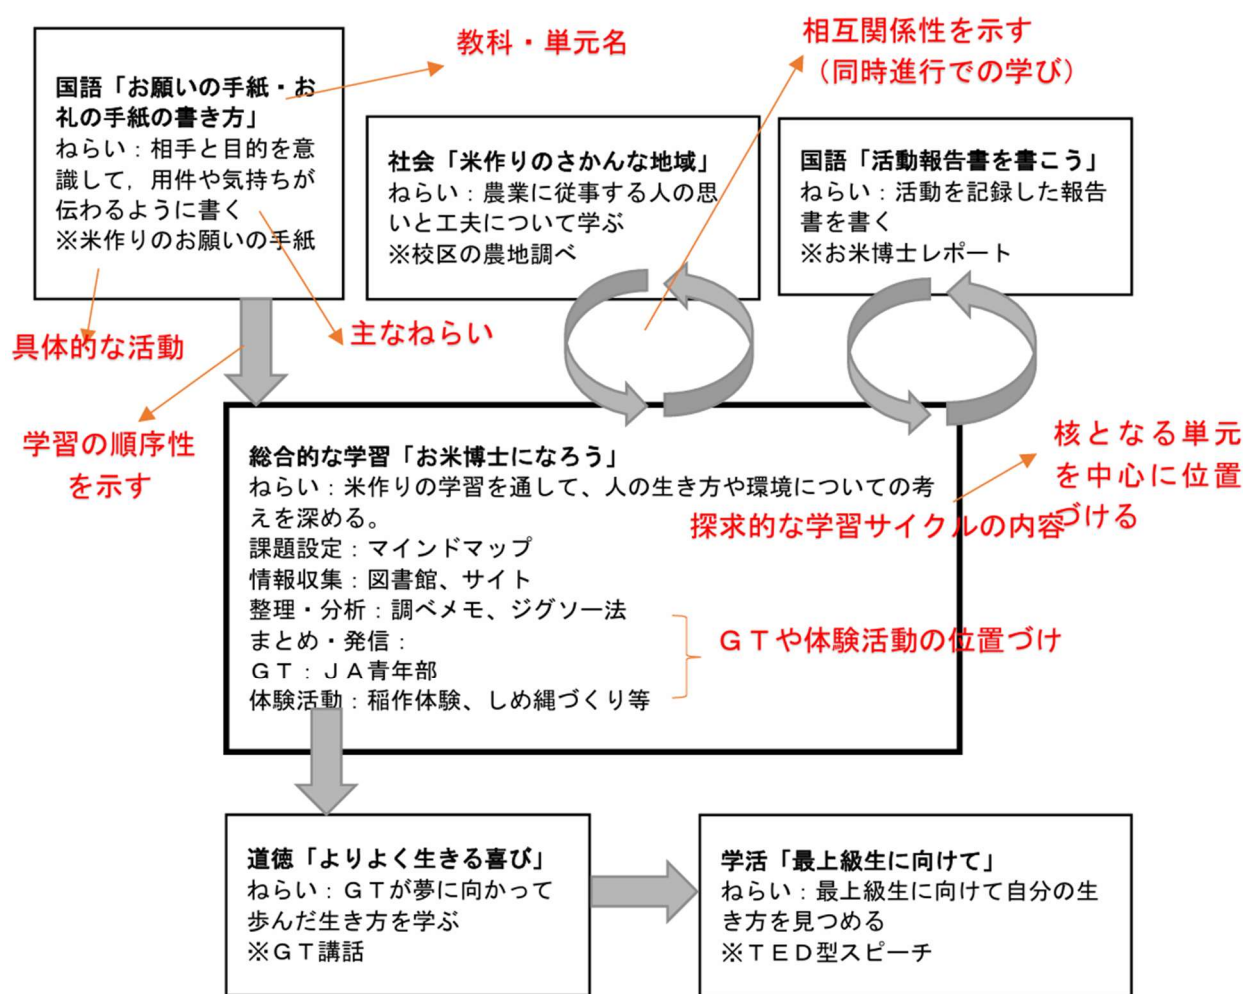 教科・単元名
相互関係性を示す
（同時進行での学び）
国語「お願いの手紙・お
礼の手紙の書き方」
ねらい：相手と目的を意
識して，用件や気持ちが
伝わるように書く
※米作りのお願いの手紙
社会「米作りのさかんな地域」
ねらい：農業に従事する人の思
いと工夫について学ぶ
※校区の農地調べ
国語「活動報告書を書こう」
ねらい：活動を記録した報告
書を書く
※お米博士レポート
具体的な活動
主なねらい
学習の順序性
を示す
核となる単元
を中心に位置
づける
総合的な学習「お米博士になろう」
ねらい：米作りの学習を通して、人の生き方や環境についての考
えを深める。
探求的な学習サイクルの内容
課題設定：マインドマップ
情報収集：図書館、サイト
整理・分析：調べメモ、ジグソー法
まとめ・発信：
ＧＴ：ＪＡ青年部
体験活動：稲作体験、しめ縄づくり等
ＧＴや体験活動の位置づけ
道徳「よりよく生きる喜び」
ねらい：ＧＴが夢に向かって
歩んだ生き方を学ぶ
※ＧＴ講話
学活「最上級生に向けて」
ねらい：最上級生に向けて自分の生
き方を見つめる
※ＴＥＤ型スピーチ